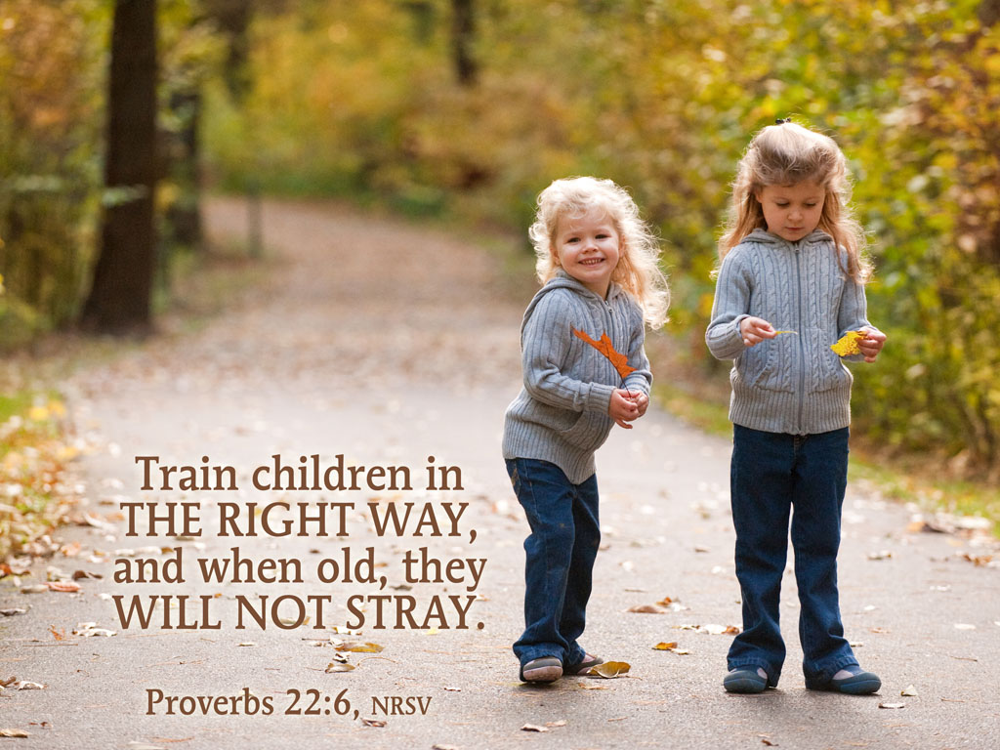 Train children in
THE RIGHT WAY,
and when old, they
WILL NOT STRAY.
Proverbs 22:6, NRSV